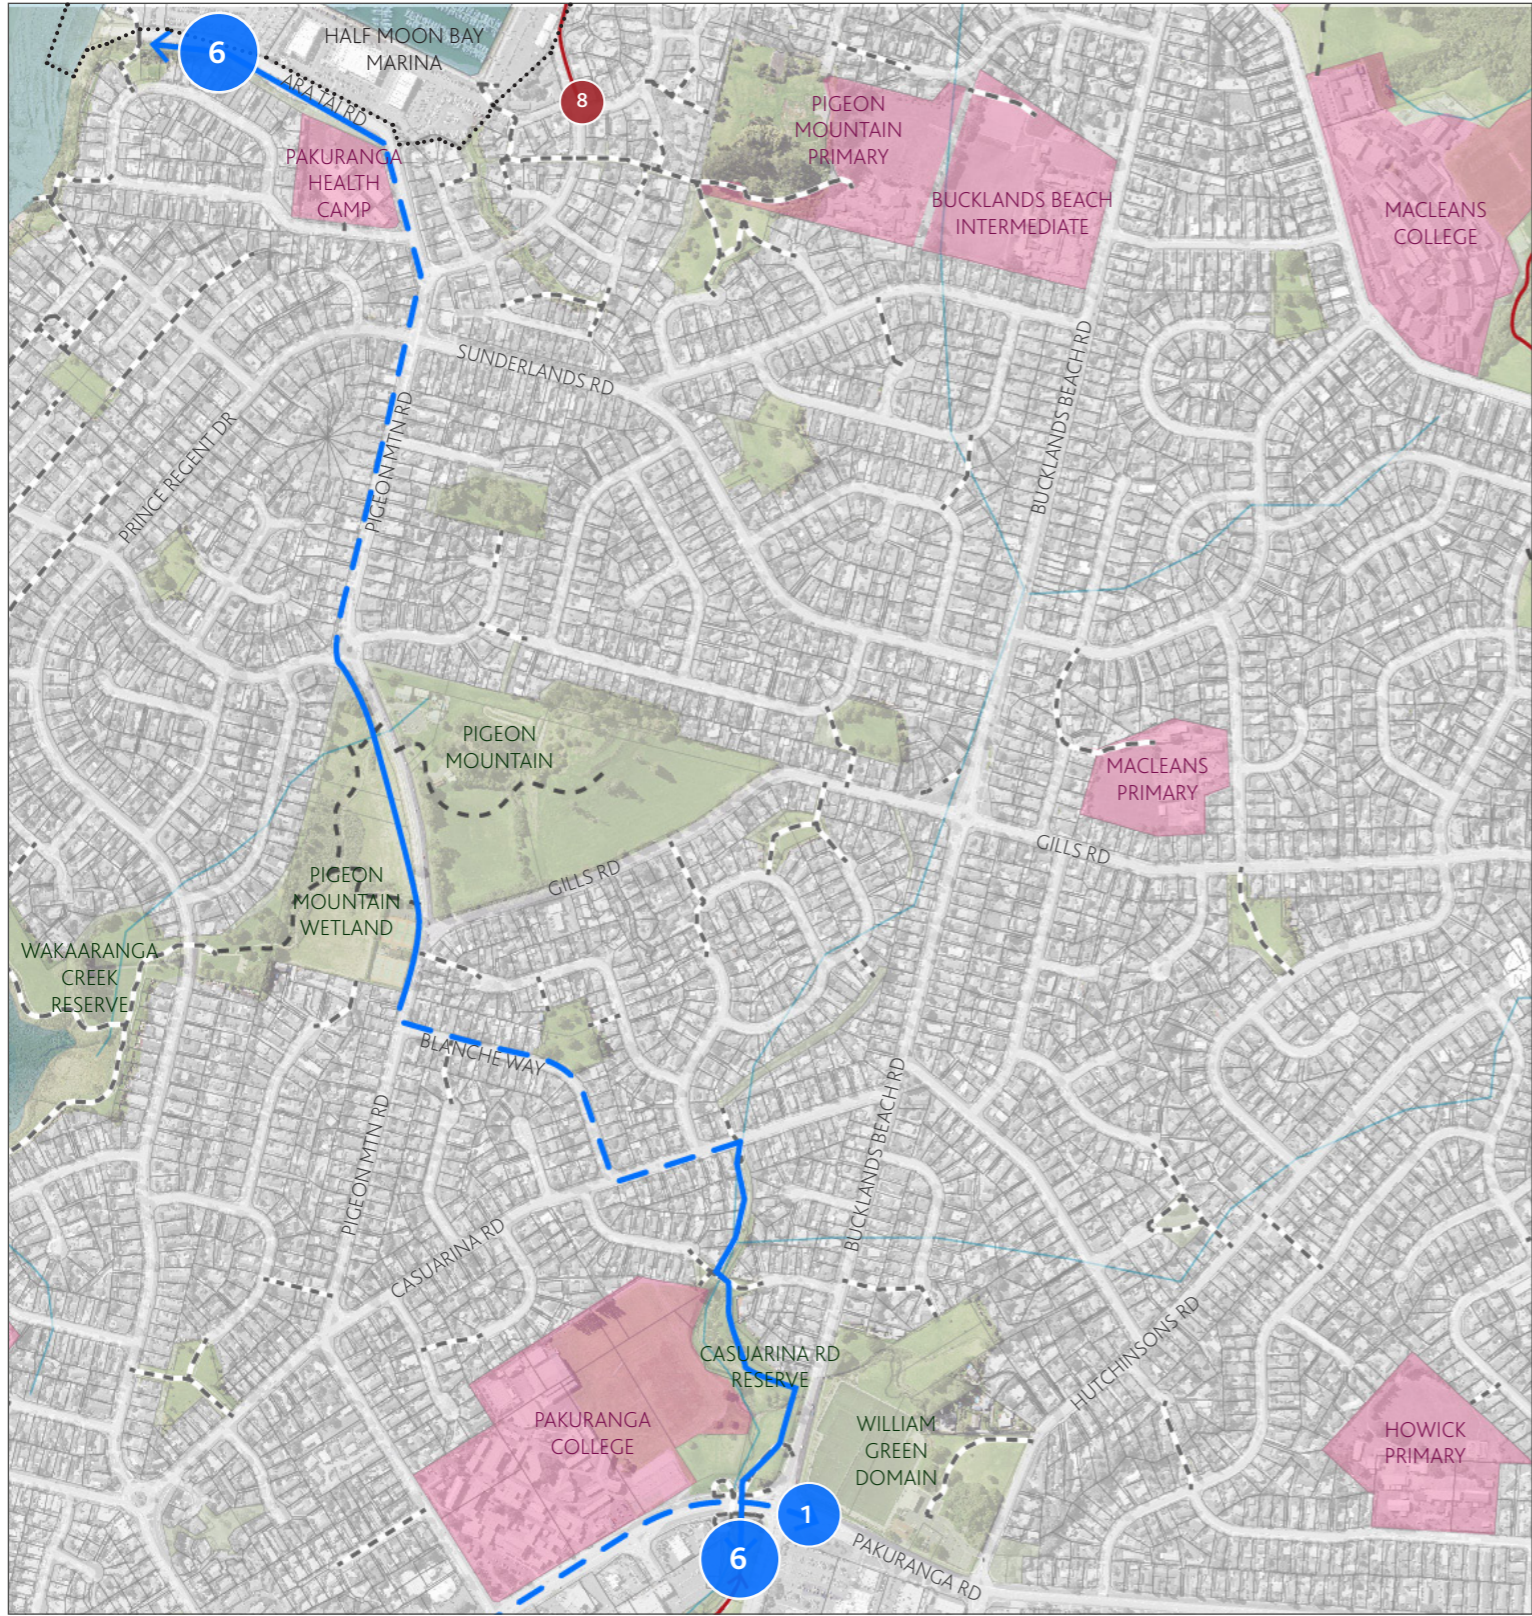 HALF MOON BAY
MARINA
6
ARA TAI RD
8
PAKURANGA
HEALTH
CAMP
PIGEON
MOUNTAIN
PRIMARY
BUCKLANDS BEACH
INTERMEDIATE
MACLEANS
COLLEGE
SUNDERLANDS RD
BUCKLANDS BEACH RD
PRINCE REGENT DR
PIGEON MTN RD
PIGEON
MOUNTAIN
MACLEANS
PRIMARY
GILLS RD
GILLS RD
PIGEON
MOUNTAIN
WETLAND
WAKAARANGA
CREEK
RESERVE
BLANCHE WAY
PIGEON MTN RD
BUCKLANDS BEACH RD
CASUARINA RD
CASUARINA RD
RESERVE
HUTCHINSONS RD
PAKURANGA
COLLEGE
WILLIAM
GREEN
DOMAIN
HOWICK
PRIMARY
1
6
PAKURANGA RD